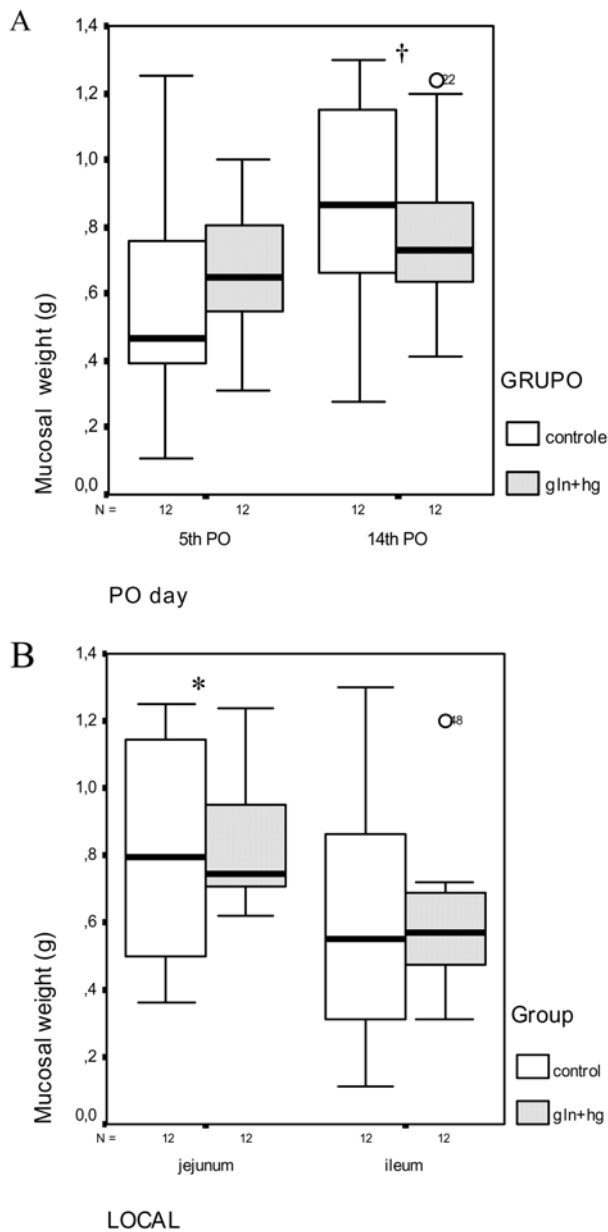 A
1,4
1,2
1,0
,8
,6
,4
,2
0,0
Mucosal weight (g)
†
22
GRUPO
controle
gln+hg
N = 12 12 12 12
5th PO 14th PO
PO day
B
1,4
1,2
1,0
,8
,6
,4
,2
0,0
Mucosal weight (g)
*
48
Group
control
gln+hg
N = 12 12 12 12
jejunum ileum
LOCAL